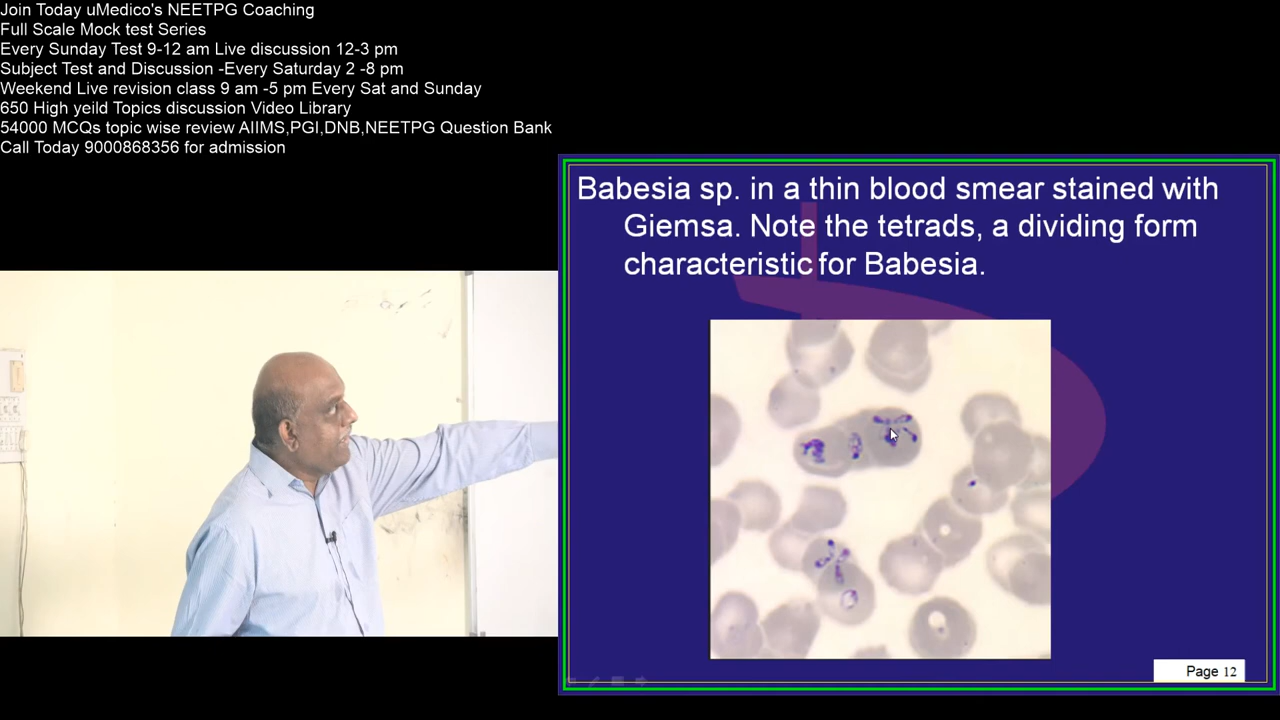 Join Today uMedico's NEETPG Coaching
Full Scale Mock test Series
Every Sunday Test 9-12 am Live discussion 12-3 pm
Subject Test and Discussion -Every Saturday 2 -8 pm
Weekend Live revision class 9 am -5 pm Every Sat and Sunday
650 High yeild Topics discussion Video Library
54000 MCQs topic wise review AIIMS,PGI,DNB,NEETPG Question Bank
Call Today 9000868356 for admission
Babesia sp. in a thin blood smear stained with
Giemsa. Note the tetrads, a dividing form
characteristic for Babesia.
Page 12